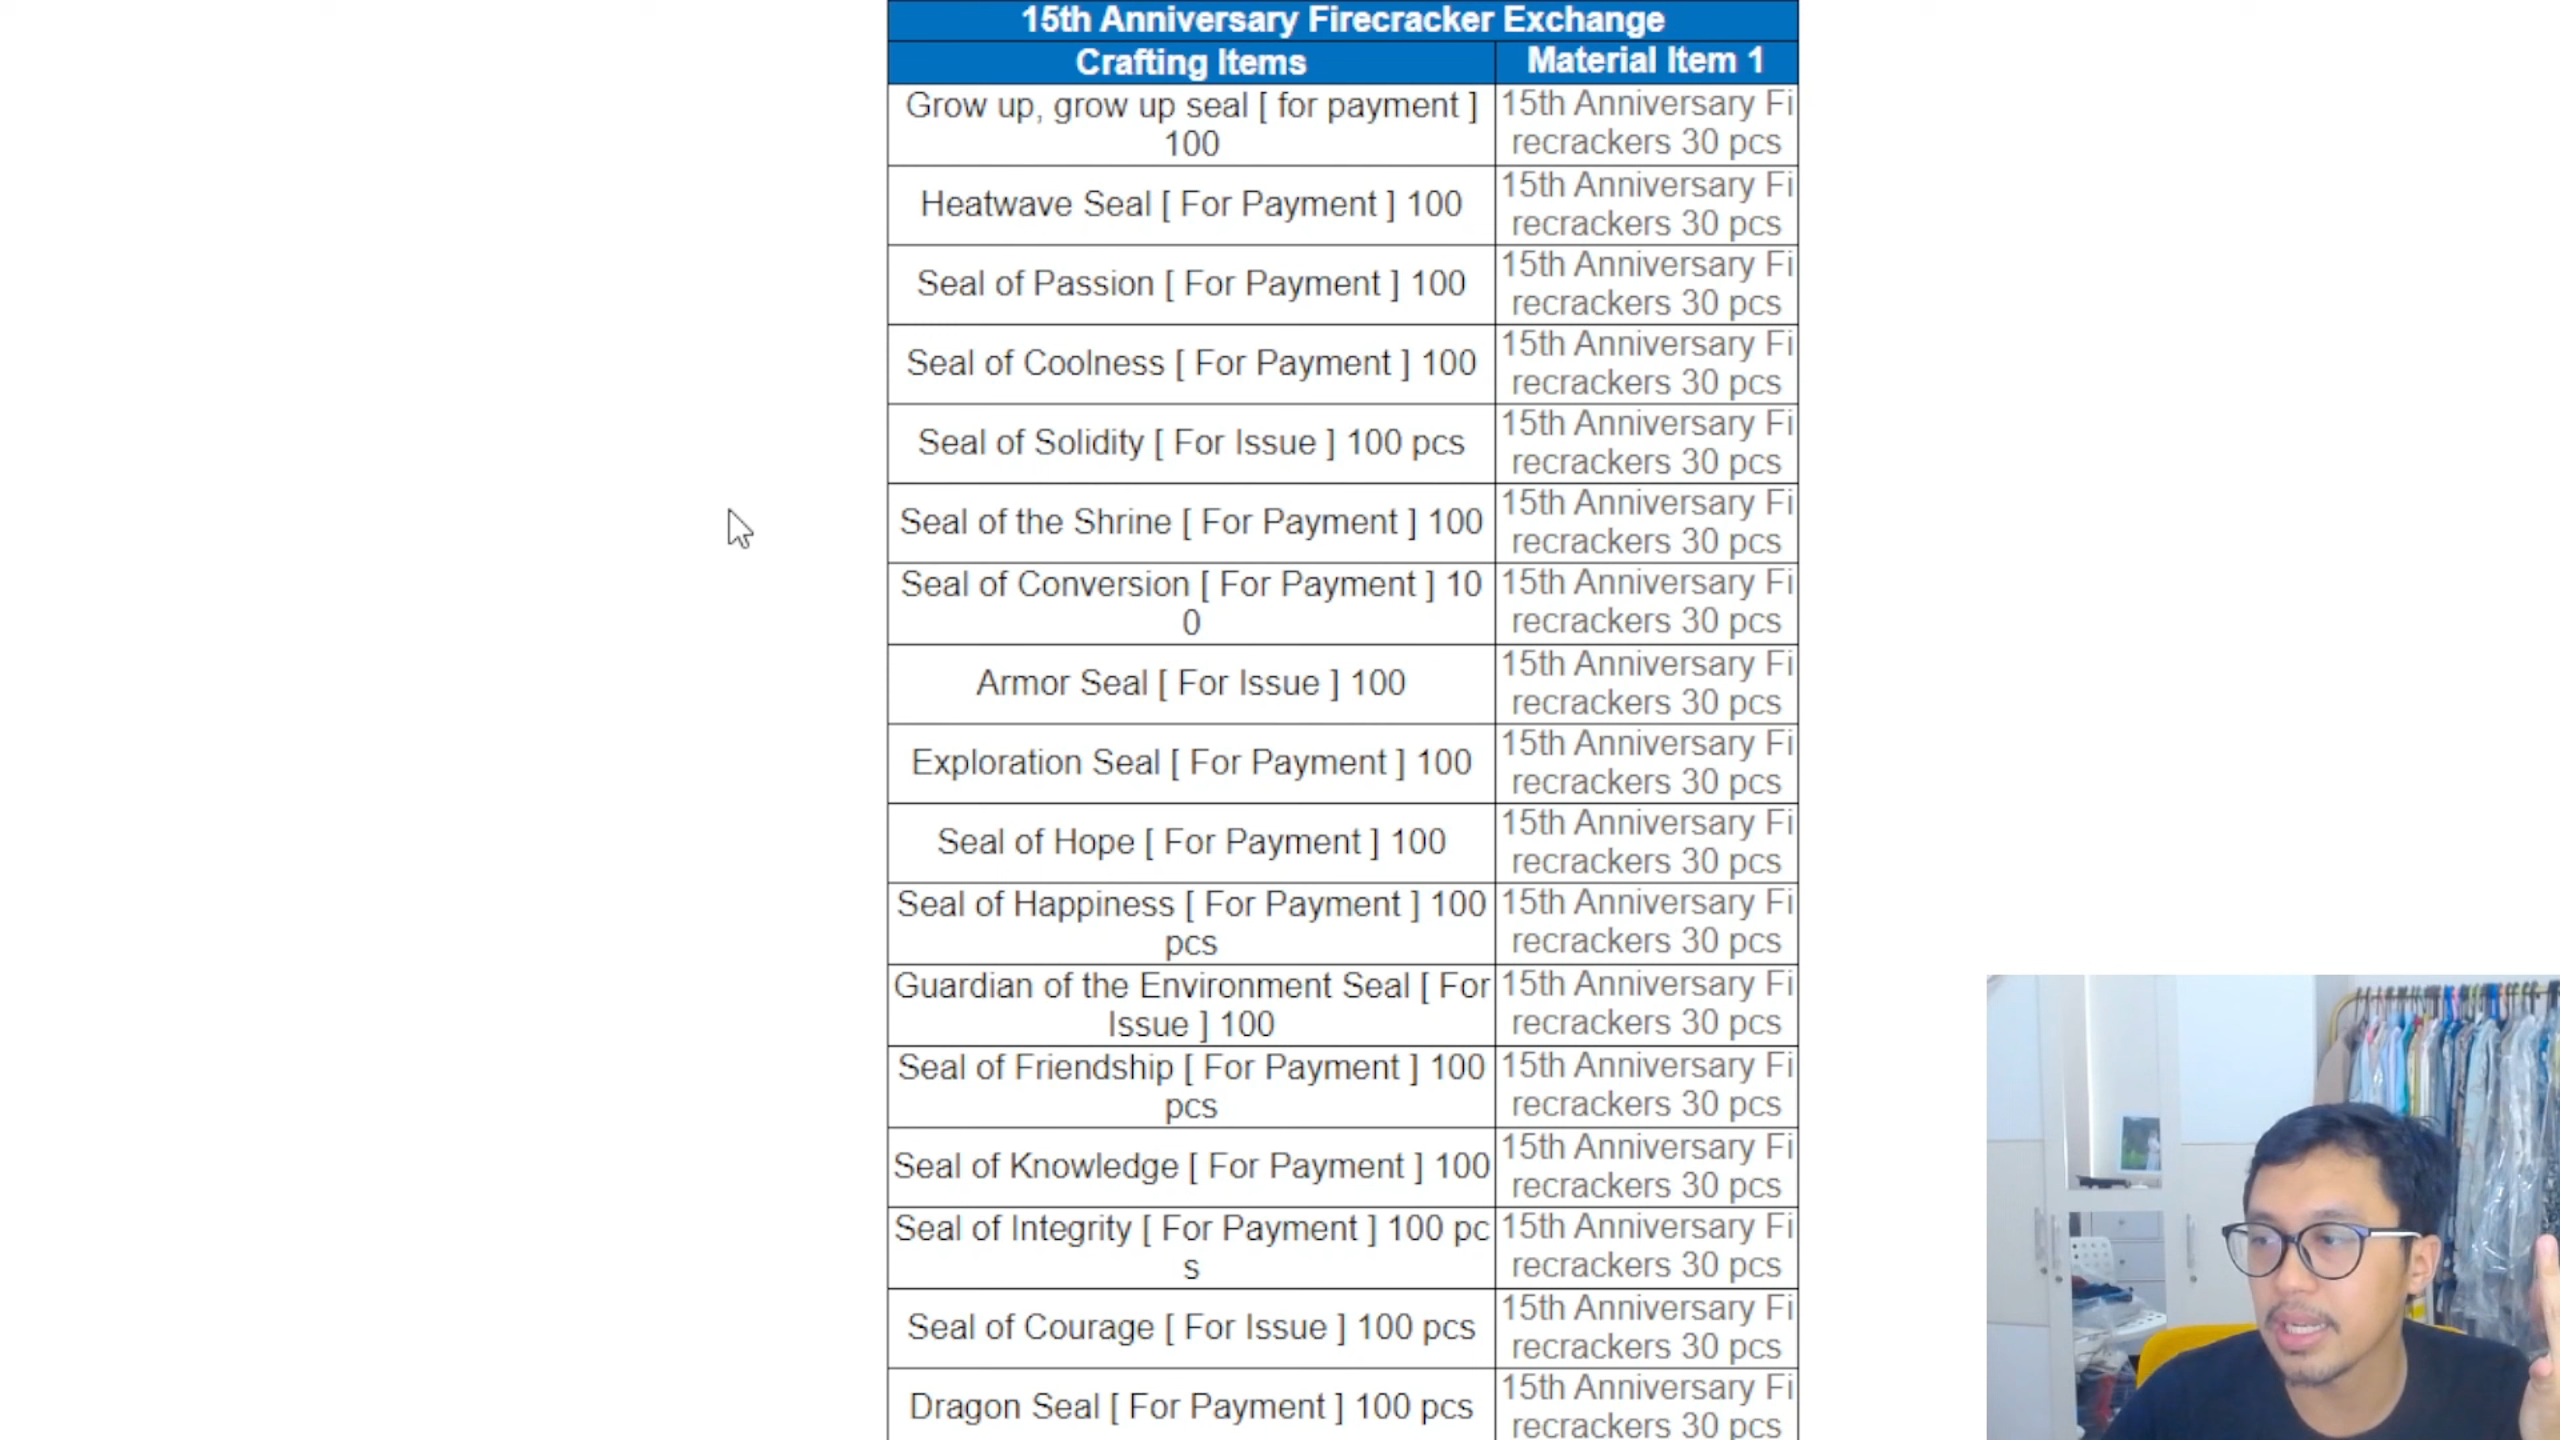 15th Anniversary Firecracker Exchange
Crafting Items
Material Item 1
Grow up, grow up seal [ for payment ]
100
15th Anniversary Fi
recrackers 30 pcs
Heatwave Seal [ For Payment ] 100
15th Anniversary Fi
recrackers 30 pcs
Seal of Passion [ For Payment ] 100
15th Anniversary Fi
recrackers 30 pcs
Seal of Coolness [ For Payment ] 100
15th Anniversary Fi
recrackers 30 pcs
Seal of Solidity [ For Issue ] 100 pcs
15th Anniversary Fi
recrackers 30 pcs
Seal of the Shrine [ For Payment ] 100
15th Anniversary Fi
recrackers 30 pcs
Seal of Conversion [ For Payment ] 10
0
15th Anniversary Fi
recrackers 30 pcs
Armor Seal [ For Issue ] 100
15th Anniversary Fi
recrackers 30 pcs
Exploration Seal [ For Payment ] 100
15th Anniversary Fi
recrackers 30 pcs
Seal of Hope [ For Payment ] 100
15th Anniversary Fi
recrackers 30 pcs
Seal of Happiness [ For Payment ] 100
pcs
15th Anniversary Fi
recrackers 30 pcs
Guardian of the Environment Seal [ For
Issue ] 100
15th Anniversary Fi
recrackers 30 pcs
Seal of Friendship [ For Payment ] 100
pcs
15th Anniversary Fi
recrackers 30 pcs
Seal of Knowledge [ For Payment ] 100
15th Anniversary Fi
recrackers 30 pcs
Seal of Integrity [ For Payment ] 100 pc
s
15th Anniversary Fi
recrackers 30 pcs
Seal of Courage [ For Issue ] 100 pcs
15th Anniversary Fi
recrackers 30 pcs
Dragon Seal [ For Payment ] 100 pcs
15th Anniversary Fi
recrackers 30 pcs